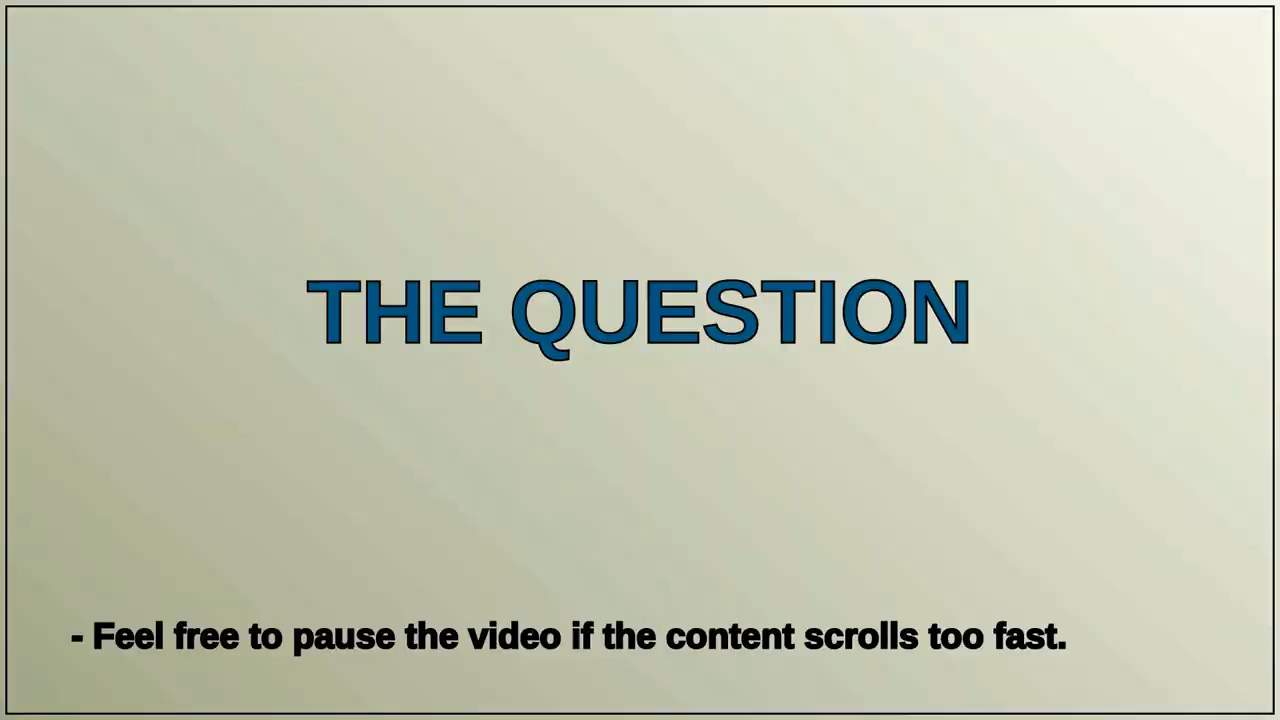 THE QUESTION
- Feel free to pause the video if the content scrolls too fast.